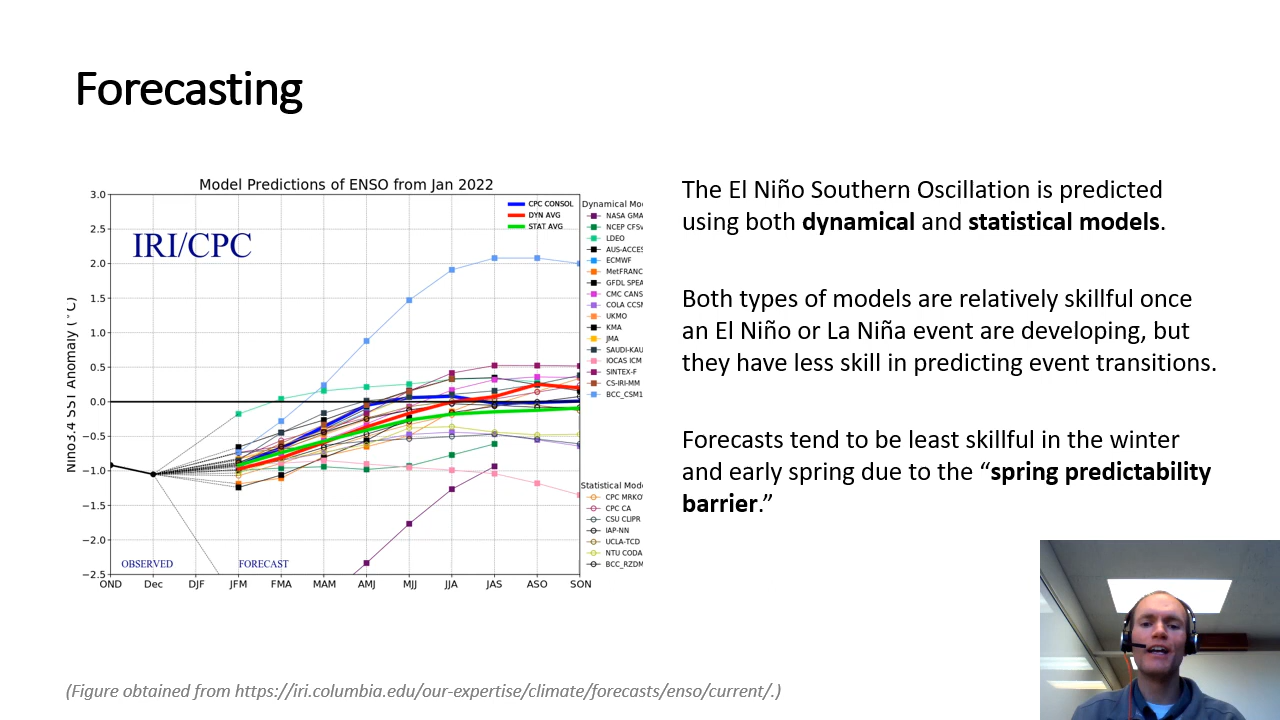 Forecasting
Model Predictions of ENSO from Jan 2022
3.0
2.5
2.0
1.5
1.0
0.5
0.0
−0.5
−1.0
−1.5
−2.0
−2.5
Nino3.4 SST Anomaly (°C)
IRI/CPC
CPC CONSOL
DYN AVG
STAT AVG
OBSERVED
FORECAST
OND Dec DJF JFM FMA MAM AMJ MJJ JJA JAS ASO SON
Dynamical Mo
NASA GMA
NCEP CFS
LDEO
AUS-ACCES
ECMWF
MetFRANC
GFDL SPEA
CMC CANS
COLA CCS
UKMO
KMA
JMA
SAUDI-KAU
IOCAS ICM
SINTEX-F
CS-IRI-MM
BCC_CSM1
Statistical Mod
CPC MRKO
CPC CA
CSU CLIPR
IAP-NN
UCLA-TCD
NTU CODA
BCC_RZDM
The El Niño Southern Oscillation is predicted
using both dynamical and statistical models.
Both types of models are relatively skillful once
an El Niño or La Niña event are developing, but
they have less skill in predicting event transitions.
Forecasts tend to be least skillful in the winter
and early spring due to the “spring predictability
barrier.”
(Figure obtained from https://iri.columbia.edu/our-expertise/climate/forecasts/enso/current/.)